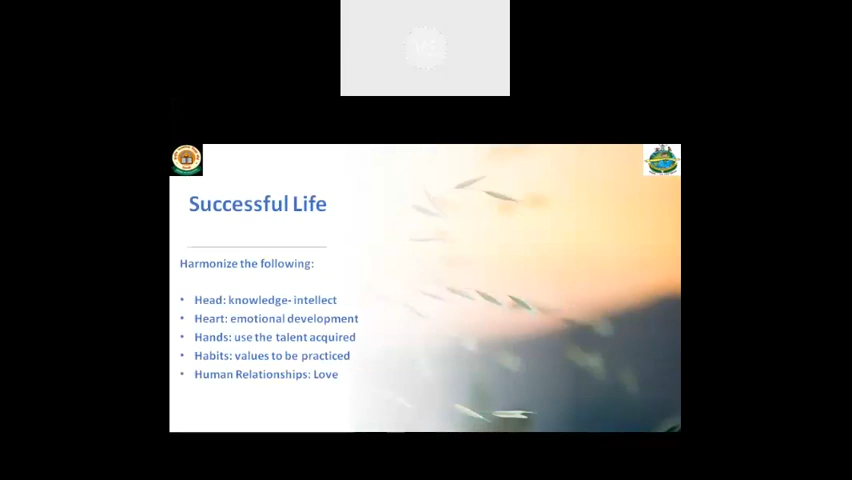 Successful Life
Harmonize the following:
• Head: knowledge- intellect
• Heart: emotional development
• Hands: use the talent acquired
• Habits: values to be practiced
• Human Relationships: Love